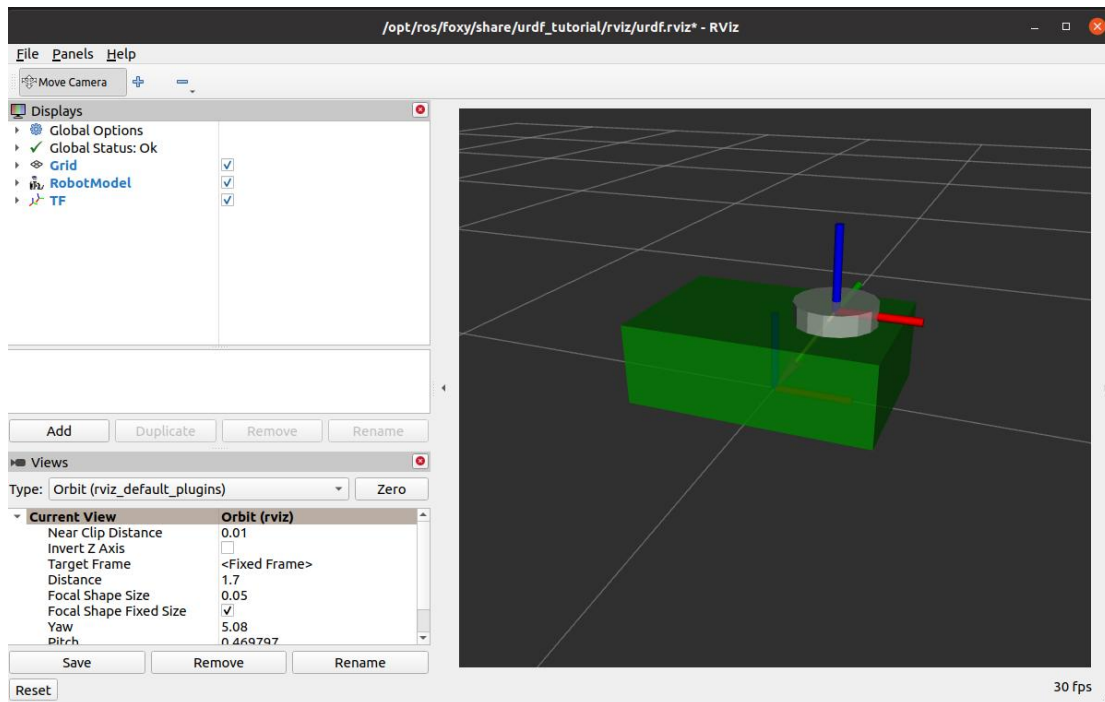 /opt/ros/foxy/share/urdf_tutorial/rviz/urdf.rviz* - RViz
File Panels Help
Move Camera
Displays
Global Options
Global Status: Ok
Grid
RobotModel
TF
Add Duplicate Remove Rename
Views
Type: Orbit (rviz_default_plugins) Zero
Current View Orbit (rviz)
Near Clip Distance 0.01
Invert Z Axis
Target Frame <Fixed Frame>
Distance 1.7
Focal Shape Size 0.05
Focal Shape Fixed Size
Yaw 5.08
Pitch 0.469797
Save Remove Rename
Reset 30 fps